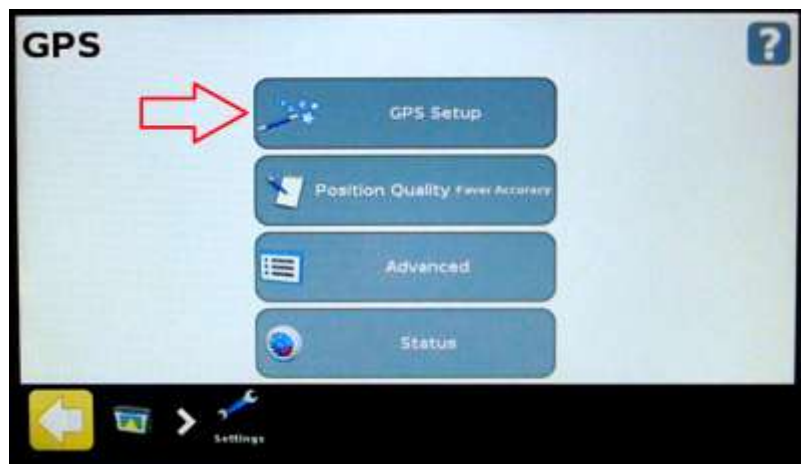 GPS
?
GPS Setup
Position Quality Favor Accuracy
Advanced
Status
Settings